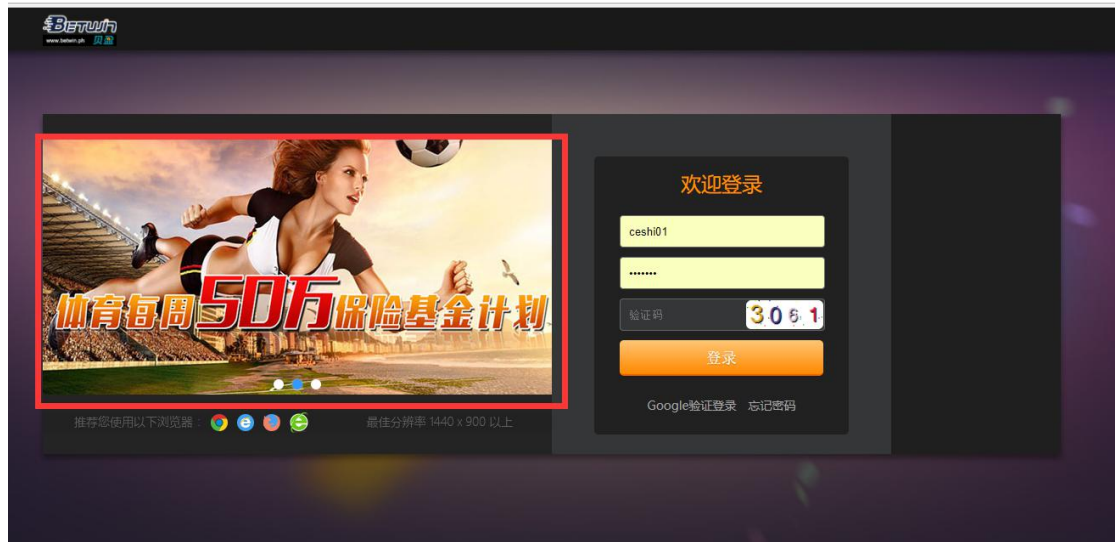 BETWIN
www.betwin.ph 贝盈
体育每周50万保险基金计划
推荐您使用以下浏览器：
最佳分辨率 1440 x 900 以上
欢迎登录
ceshi01
•••••••
验证码
3061
登录
Google验证登录 忘记密码